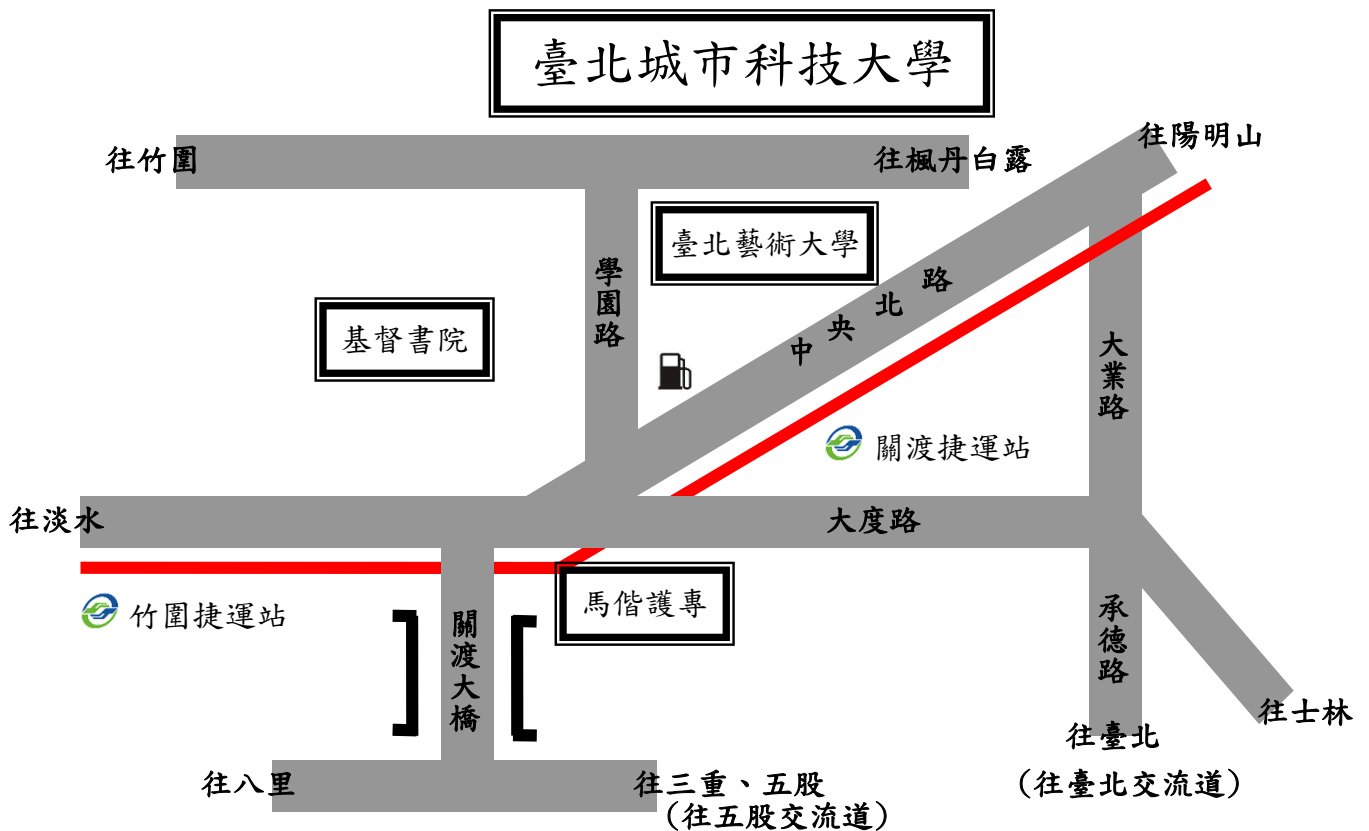 臺北城市科技大學
往陽明山
往竹圍
往楓丹白露
臺北藝術大學
學園路
中央北路
基督書院
大業路
關渡捷運站
往淡水
大度路
竹圍捷運站
關渡大橋
馬偕護專
承德路
往士林
往臺北
(往臺北交流道)
往八里
往三重、五股
(往五股交流道)